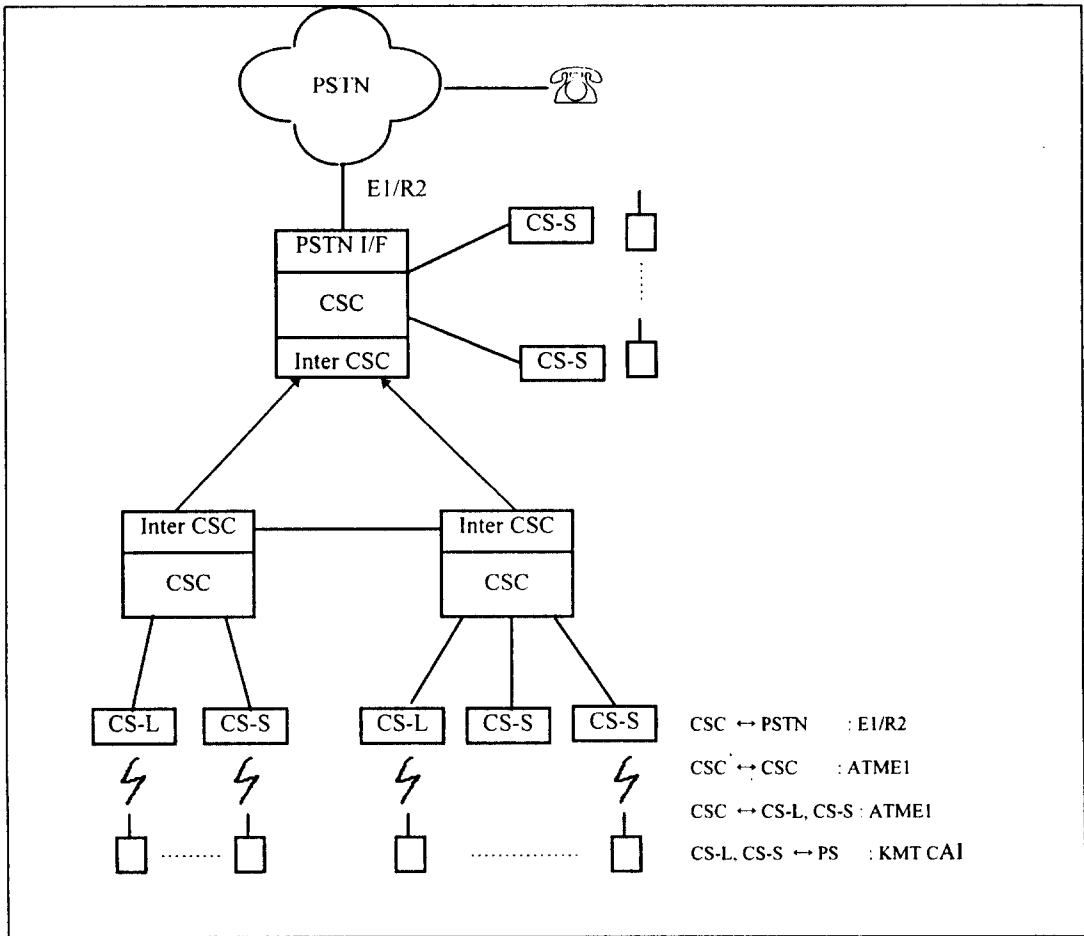 PSTN
E1/R2
PSTN I/F
CSC
Inter CSC
CS-S
CS-S
Inter CSC
CSC
Inter CSC
CSC
CS-L
CS-S
CS-L
CS-S
CS-S
CSC ↔ PSTN : E1/R2
CSC ↔ CSC : ATME1
CSC ↔ CS-L, CS-S : ATME1
CS-L, CS-S ↔ PS : KMT CAI